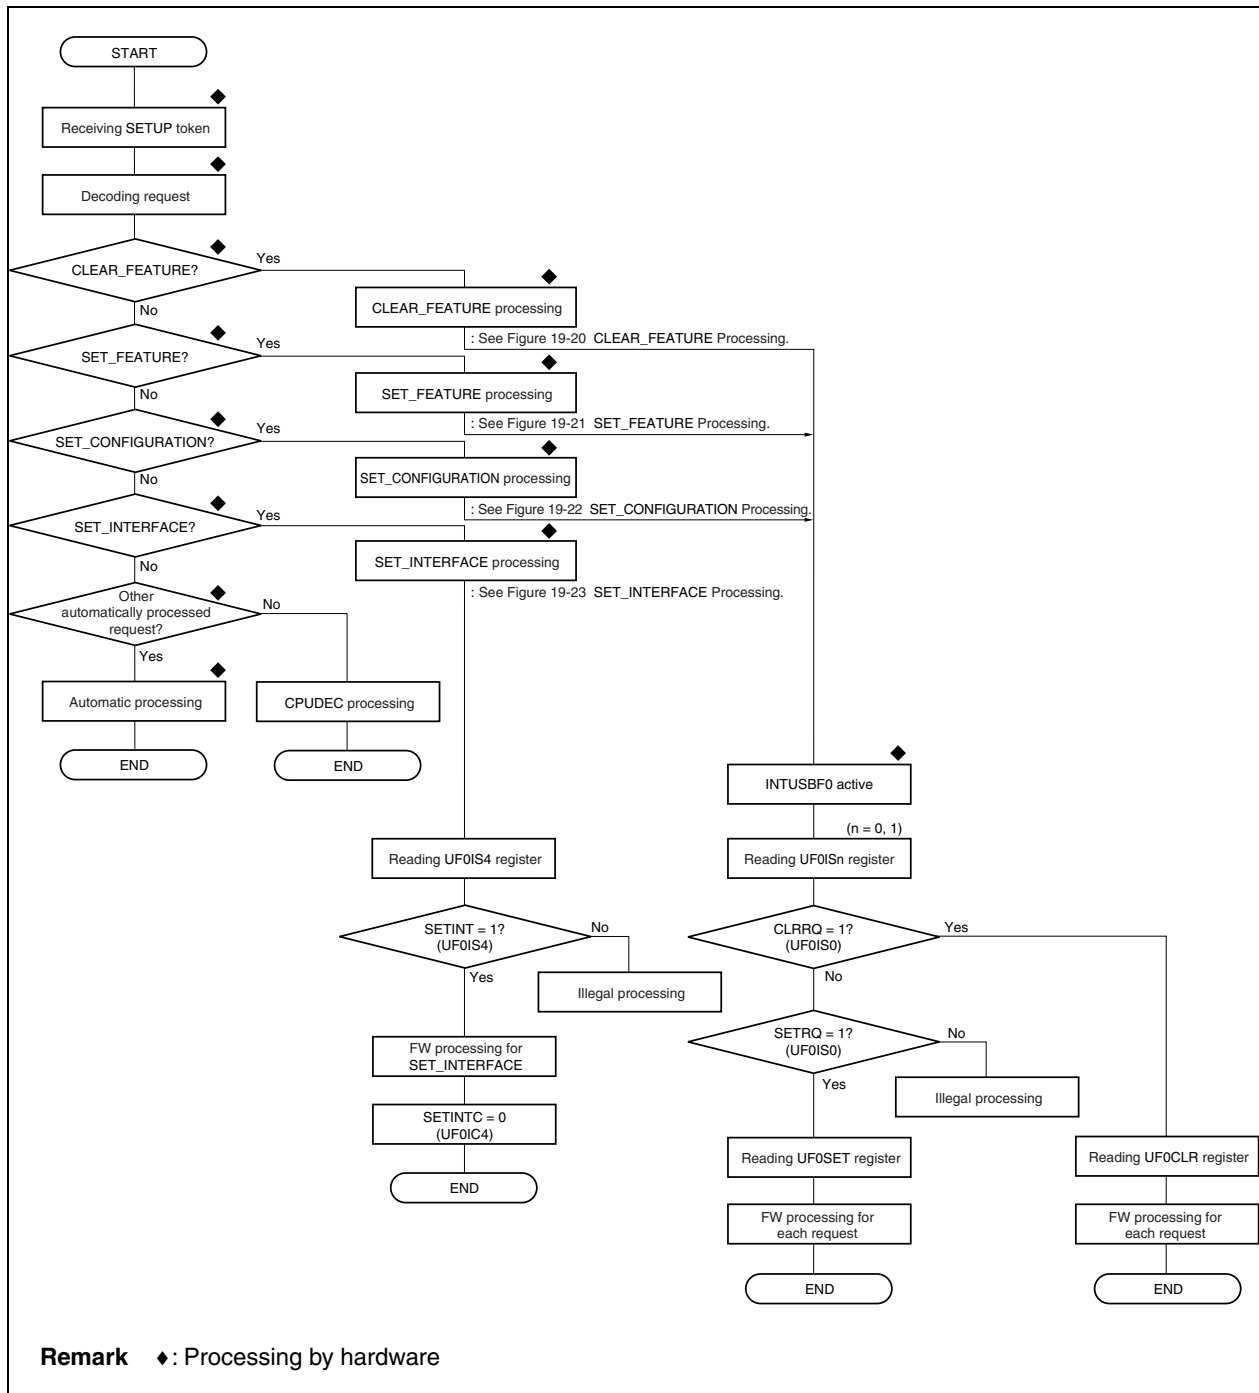 START
Receiving SETUP token
Decoding request
CLEAR_FEATURE?
Yes
No
CLEAR_FEATURE processing
: See Figure 19-20 CLEAR_FEATURE Processing.
SET_FEATURE?
Yes
No
SET_FEATURE processing
: See Figure 19-21 SET_FEATURE Processing.
SET_CONFIGURATION?
Yes
No
SET_CONFIGURATION processing
: See Figure 19-22 SET_CONFIGURATION Processing.
SET_INTERFACE?
Yes
No
SET_INTERFACE processing
: See Figure 19-23 SET_INTERFACE Processing.
Other
automatically processed
request?
No
Yes
Automatic processing
CPUDEC processing
END
END
INTUSBF0 active
(n = 0, 1)
Reading UF0IS4 register
Reading UF0ISn register
SETINT = 1?
(UF0IS4)
No
Yes
Illegal processing
CLRRQ = 1?
(UF0IS0)
Yes
No
SETRQ = 1?
(UF0IS0)
No
Yes
Illegal processing
FW processing for
SET_INTERFACE
SETINTC = 0
(UF0IC4)
END
Reading UF0SET register
Reading UF0CLR register
FW processing for
each request
FW processing for
each request
END
END
Remark ♦: Processing by hardware